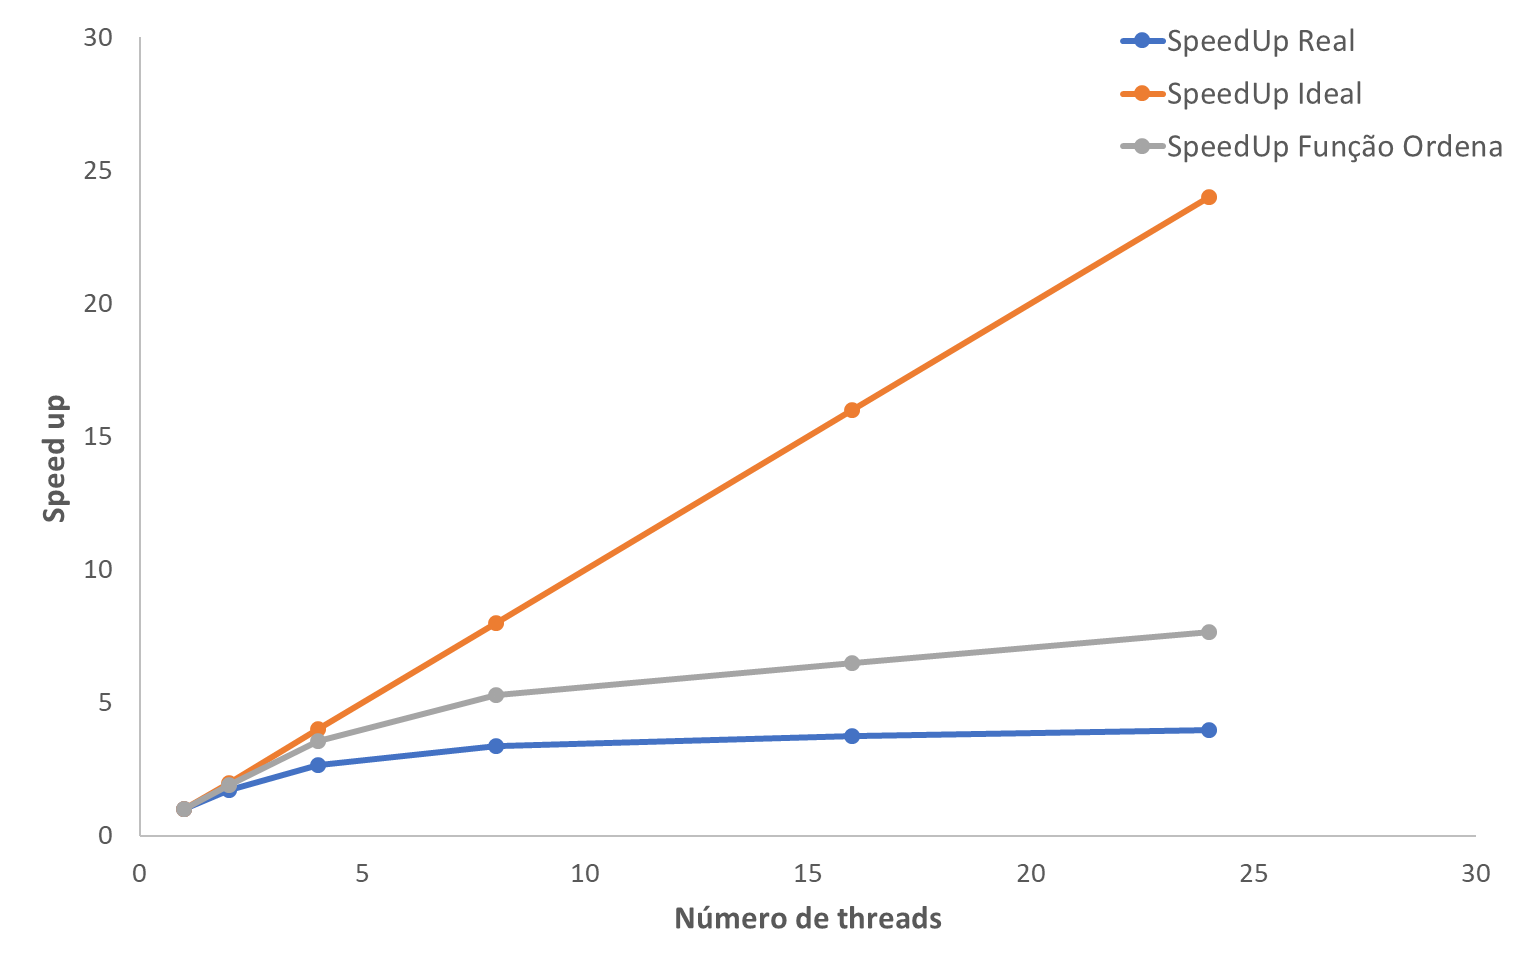 SpeedUp Real
SpeedUp Ideal
SpeedUp Função Ordena
30
25
20
15
10
5
0
Speed up
0 5 10 15 20 25 30
Número de threads